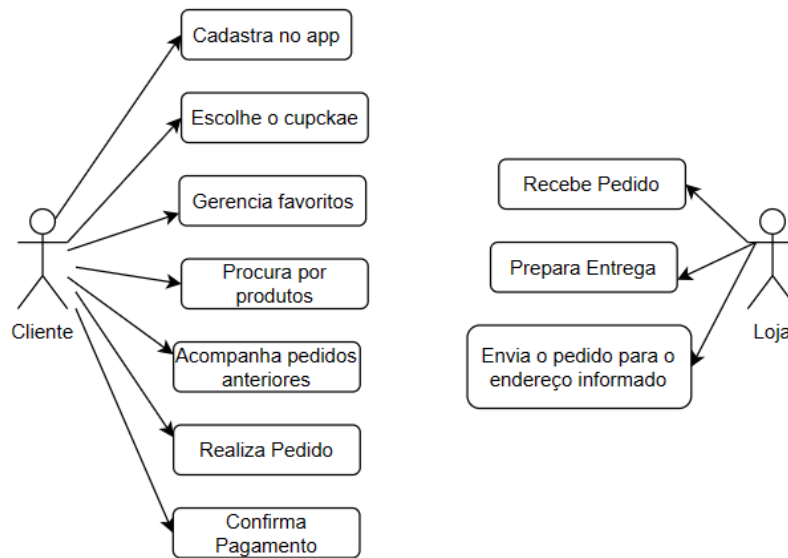 Cadastra no app
Escolhe o cupckae
Gerencia favoritos
Procura por
produtos
Acompanha pedidos
anteriores
Realiza Pedido
Confirma
Pagamento
Cliente
Recebe Pedido
Prepara Entrega
Envia o pedido para o
endereço informado
Loja